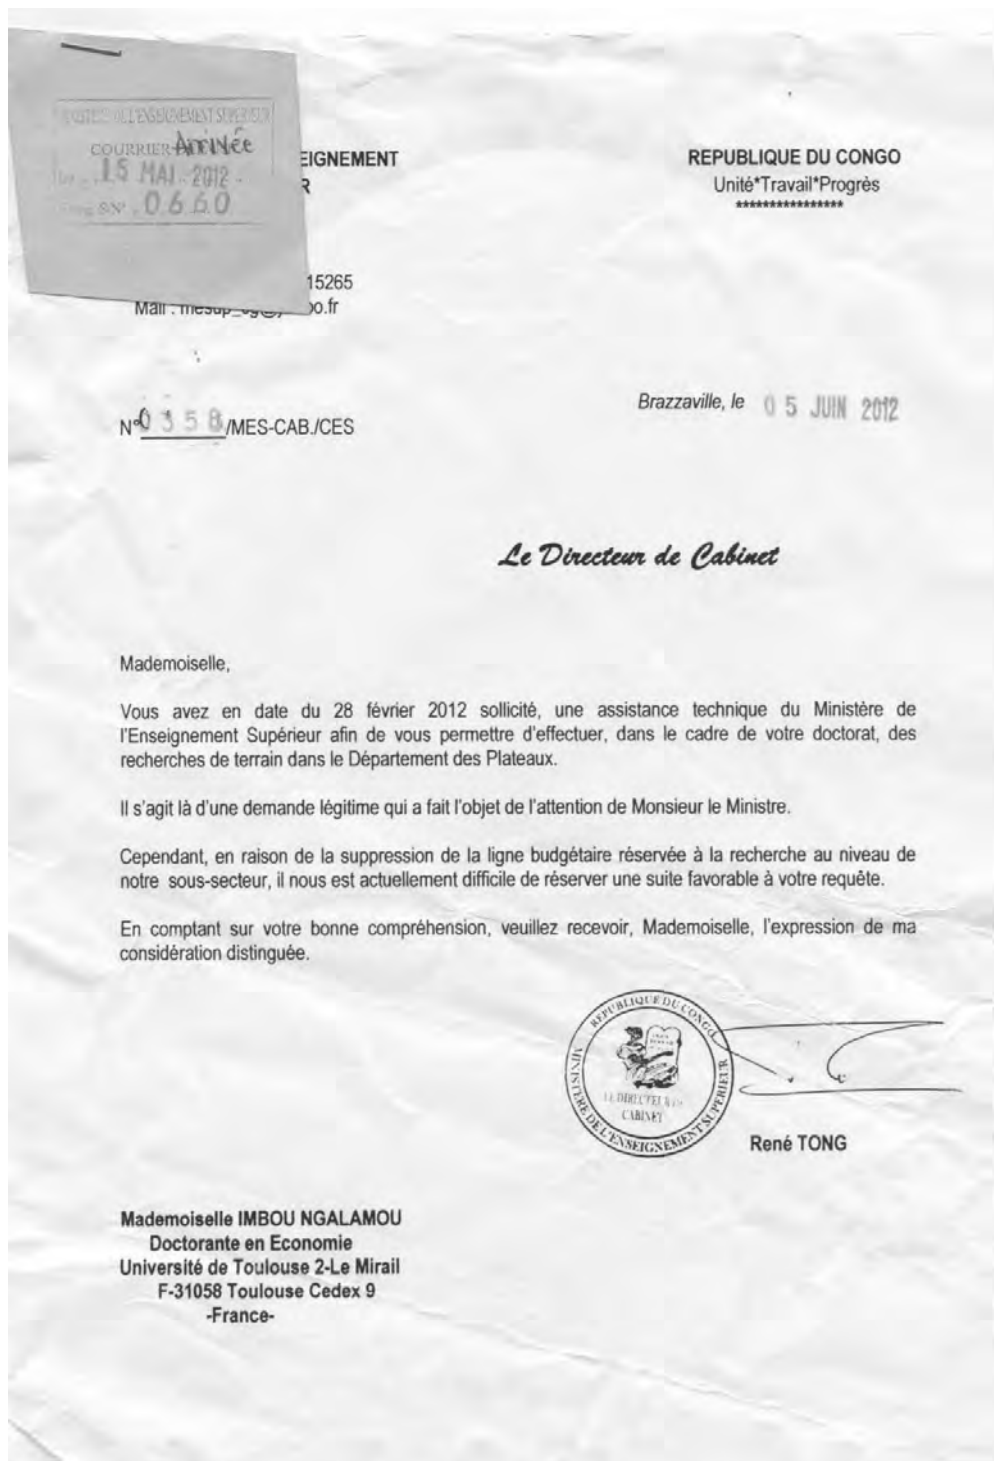 MINISTERE DE L'ENSEIGNEMENT SUPERIEUR
COURRIER Arrivée
Le 15 MAI 2012
S/N° 0660
EIGNEMENT
R
15265
Mail : mesup_
oo.fr
REPUBLIQUE DU CONGO
Unité*Travail*Progrès
*****************
N° 0358/MES-CAB./CES
Brazzaville, le 05 JUIN 2012
Le Directeur de Cabinet
Mademoiselle,
Vous avez en date du 28 février 2012 sollicité, une assistance technique du Ministère de
l'Enseignement Supérieur afin de vous permettre d'effectuer, dans le cadre de votre doctorat, des
recherches de terrain dans le Département des Plateaux.
Il s'agit là d'une demande légitime qui a fait l'objet de l'attention de Monsieur le Ministre.
Cependant, en raison de la suppression de la ligne budgétaire réservée à la recherche au niveau de
notre sous-secteur, il nous est actuellement difficile de réserver une suite favorable à votre requête.
En comptant sur votre bonne compréhension, veuillez recevoir, Mademoiselle, l'expression de ma
considération distinguée.
REPUBLIQUE DU CONGO
MINISTERE DE L'ENSEIGNEMENT SUPERIEUR
LE DIRECTEUR DE
CABINET
René TONG
Mademoiselle IMBOU NGALAMOU
Doctorante en Economie
Université de Toulouse 2-Le Mirail
F-31058 Toulouse Cedex 9
-France-